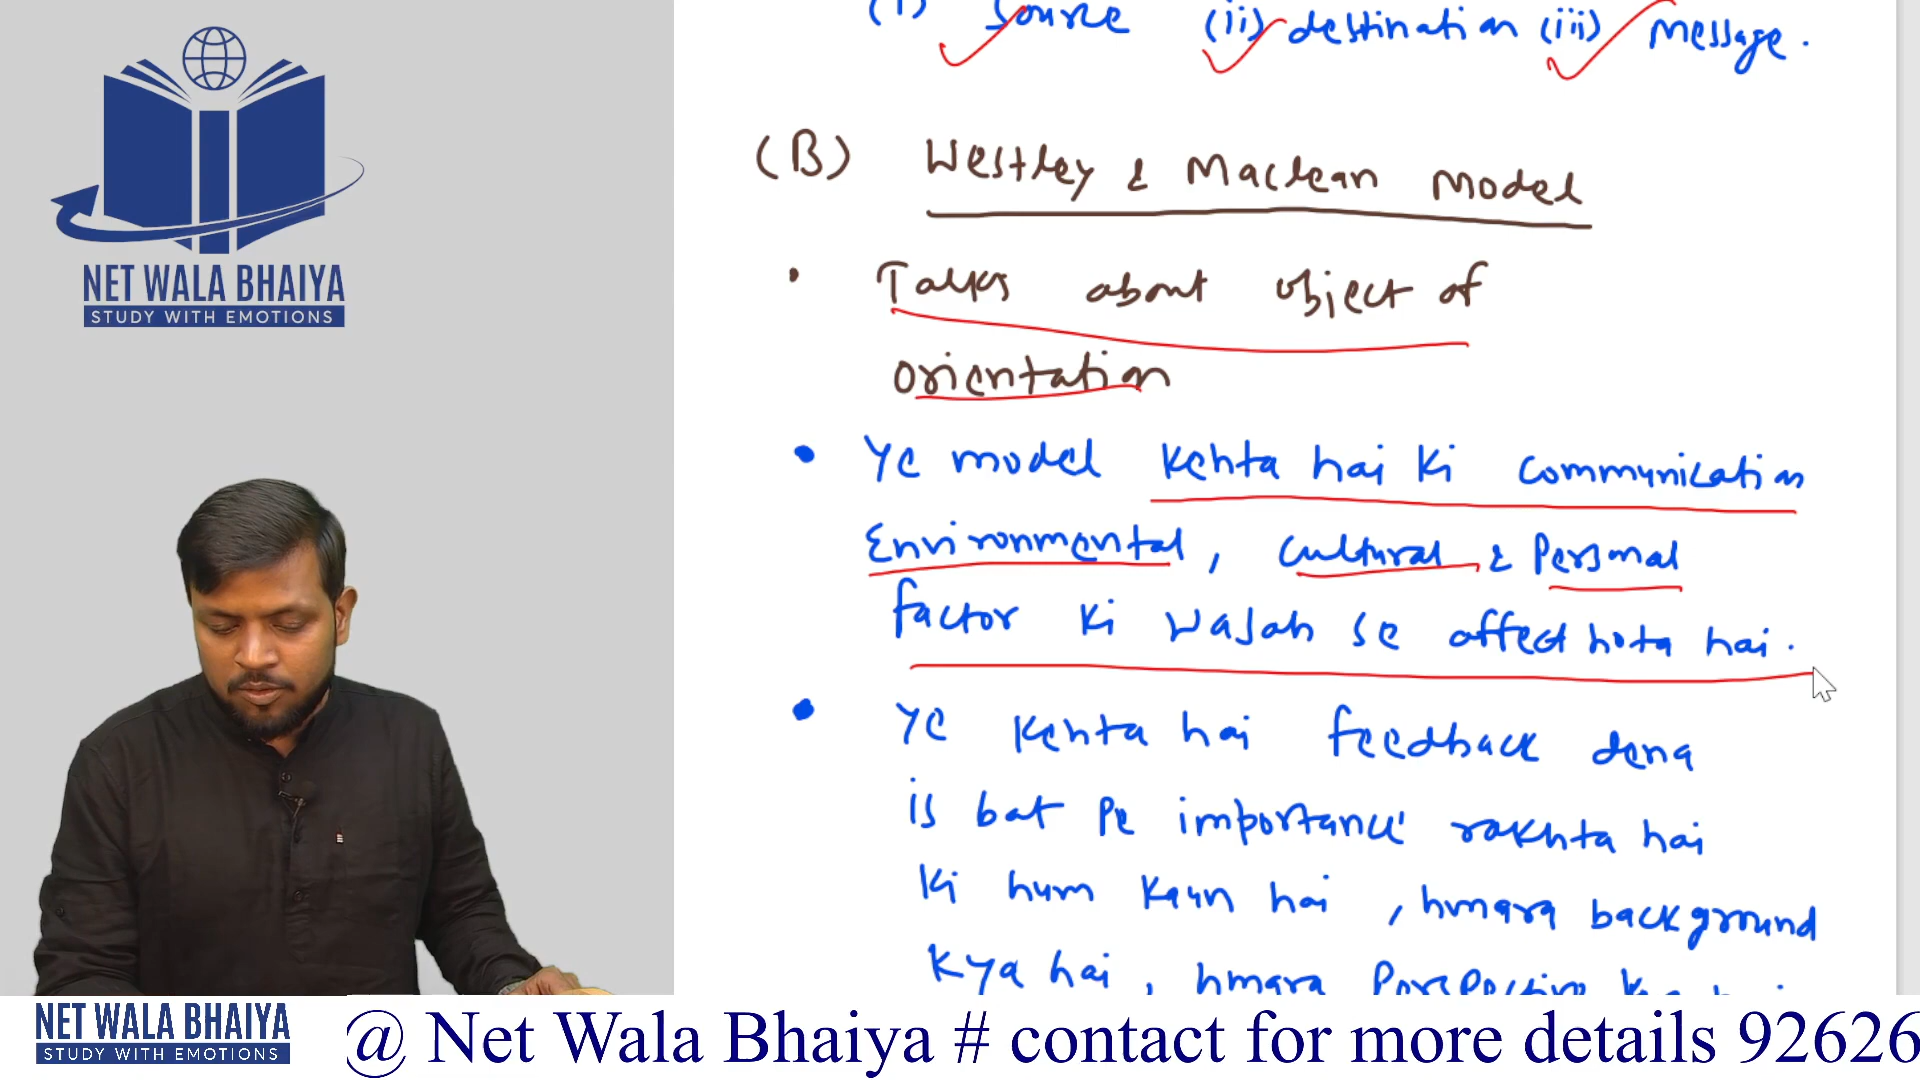 (i) Source (ii) destination (iii) Message.
(B) Westley & Maclean Model
• Talks about object of
orientation
• Ye model Kehta hai Ki Communication
Environmental, Cultural & Personal
factor Ki Wajah se affect hota hai.
• Ye Kehta hai feedback dena
is bat Pe importance rakhta hai
Ki hum Kaun hai, hmara background
Kya hai, hmara Perspective
NET WALA BHAIYA
STUDY WITH EMOTIONS
NET WALA BHAIYA
STUDY WITH EMOTIONS
@ Net Wala Bhaiya # contact for more details 92626